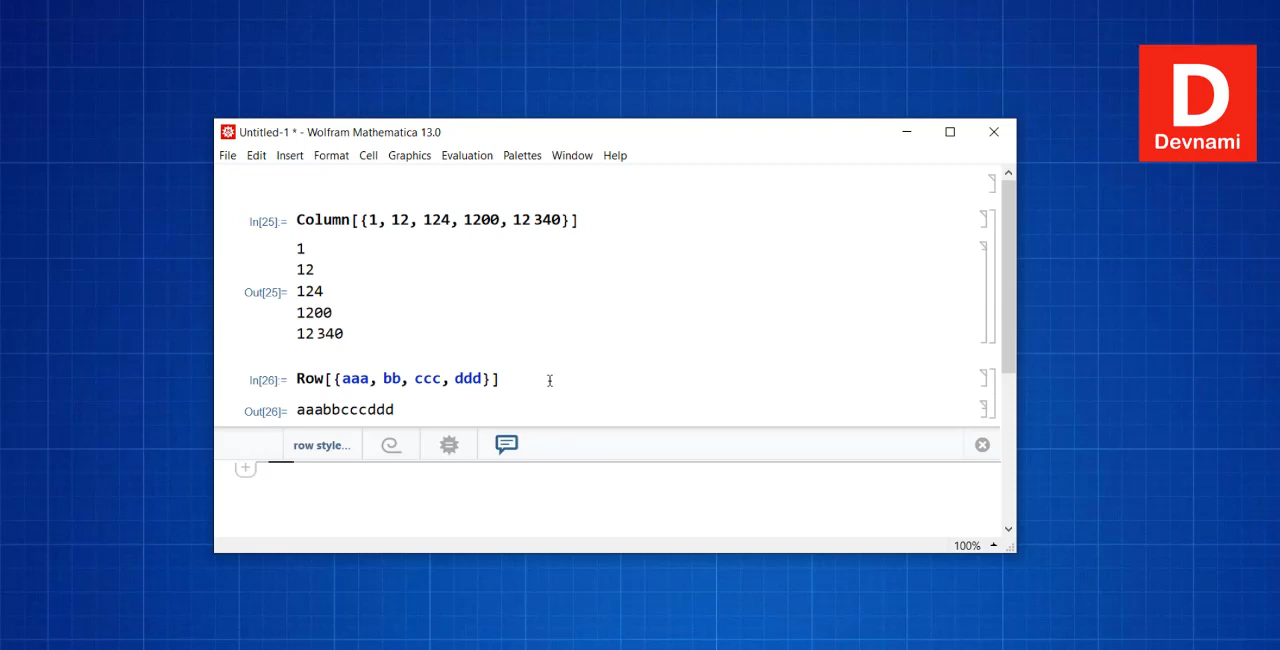 D
Devnami
Untitled-1 * - Wolfram Mathematica 13.0
File Edit Insert Format Cell Graphics Evaluation Palettes Window Help
In[25]:= Column[{1, 12, 124, 1200, 12 340}]
1
12
Out[25]= 124
1200
12 340
In[26]:= Row[{aaa, bb, ccc, ddd}]
Out[26]= aaabbcccddd
row style...
100%